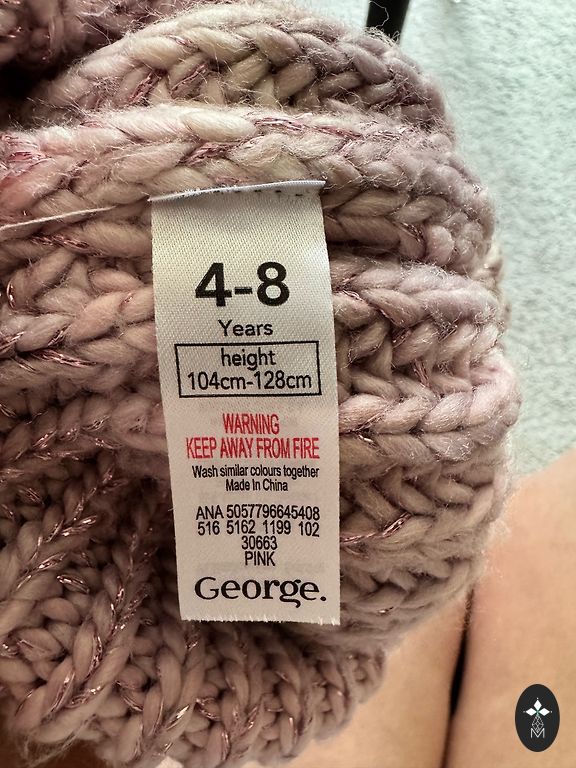 4-8
Years
height
104cm-128cm
WARNING
KEEP AWAY FROM FIRE
Wash similar colours together
Made In China
ANA 5057796645408
516 5162 1199 102
30663
PINK
George.
M